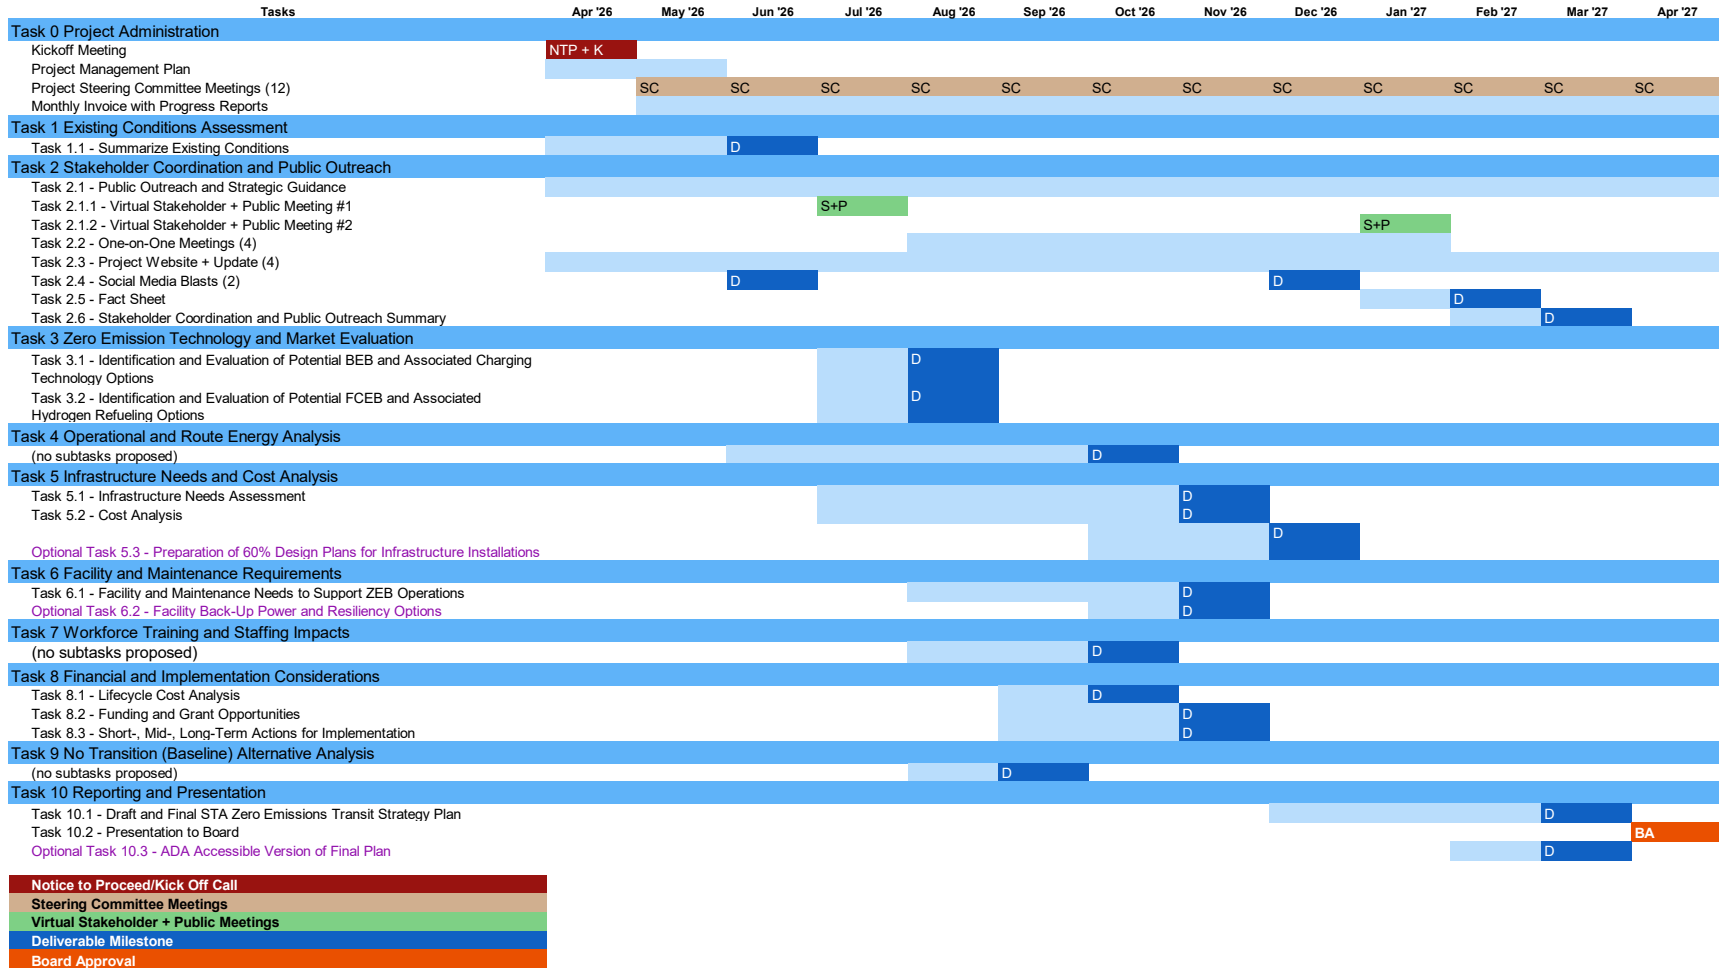 Tasks Apr '26 May '26 Jun '26 Jul '26 Aug '26 Sep '26 Oct '26 Nov '26 Dec '26 Jan '27 Feb '27 Mar '27 Apr '27
Task 0 Project Administration
Kickoff Meeting NTP + K
Project Management Plan
Project Steering Committee Meetings (12) SC SC SC SC SC SC SC SC SC SC SC SC
Monthly Invoice with Progress Reports
Task 1 Existing Conditions Assessment
Task 1.1 - Summarize Existing Conditions D
Task 2 Stakeholder Coordination and Public Outreach
Task 2.1 - Public Outreach and Strategic Guidance
Task 2.1.1 - Virtual Stakeholder + Public Meeting #1 S+P
Task 2.1.2 - Virtual Stakeholder + Public Meeting #2 S+P
Task 2.2 - One-on-One Meetings (4)
Task 2.3 - Project Website + Update (4)
Task 2.4 - Social Media Blasts (2) D D
Task 2.5 - Fact Sheet D
Task 2.6 - Stakeholder Coordination and Public Outreach Summary D
Task 3 Zero Emission Technology and Market Evaluation
Task 3.1 - Identification and Evaluation of Potential BEB and Associated Charging D
Technology Options
Task 3.2 - Identification and Evaluation of Potential FCEB and Associated D
Hydrogen Refueling Options
Task 4 Operational and Route Energy Analysis
(no subtasks proposed) D
Task 5 Infrastructure Needs and Cost Analysis
Task 5.1 - Infrastructure Needs Assessment D
Task 5.2 - Cost Analysis D
D
Optional Task 5.3 - Preparation of 60% Design Plans for Infrastructure Installations
Task 6 Facility and Maintenance Requirements
Task 6.1 - Facility and Maintenance Needs to Support ZEB Operations D
Optional Task 6.2 - Facility Back-Up Power and Resiliency Options D
Task 7 Workforce Training and Staffing Impacts
(no subtasks proposed) D
Task 8 Financial and Implementation Considerations
Task 8.1 - Lifecycle Cost Analysis D
Task 8.2 - Funding and Grant Opportunities D
Task 8.3 - Short-, Mid-, Long-Term Actions for Implementation D
Task 9 No Transition (Baseline) Alternative Analysis
(no subtasks proposed) D
Task 10 Reporting and Presentation
Task 10.1 - Draft and Final STA Zero Emissions Transit Strategy Plan D
Task 10.2 - Presentation to Board BA
Optional Task 10.3 - ADA Accessible Version of Final Plan D
Notice to Proceed/Kick Off Call
Steering Committee Meetings
Virtual Stakeholder + Public Meetings
Deliverable Milestone
Board Approval